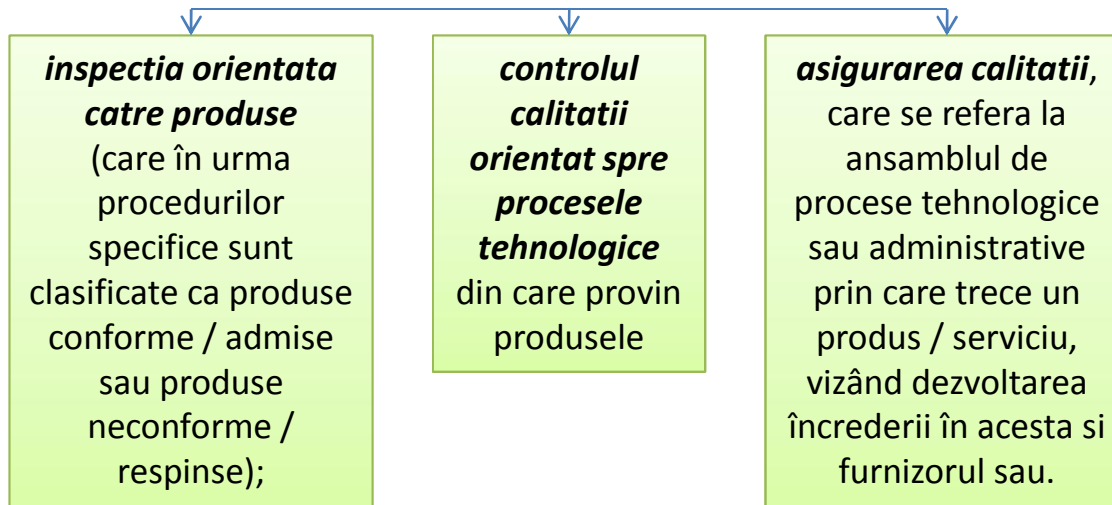 inspectia orientata
catre produse
(care în urma
procedurilor
specifice sunt
clasificate ca produse
conforme / admise
sau produse
neconforme /
respinse);
controlul
calitatii
orientat spre
procesele
tehnologice
din care provin
produsele
asigurarea calitatii,
care se refera la
ansamblul de
procese tehnologice
sau administrative
prin care trece un
produs / serviciu,
vizând dezvoltarea
încrederii în acesta si
furnizorul sau.